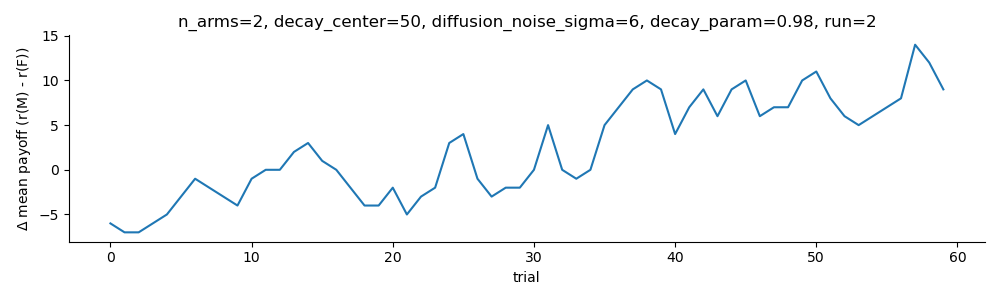 n_arms=2, decay_center=50, diffusion_noise_sigma=6, decay_param=0.98, run=2
Δ mean payoff (r(M) - r(F))
15
10
5
0
−5
0 10 20 30 40 50 60
trial